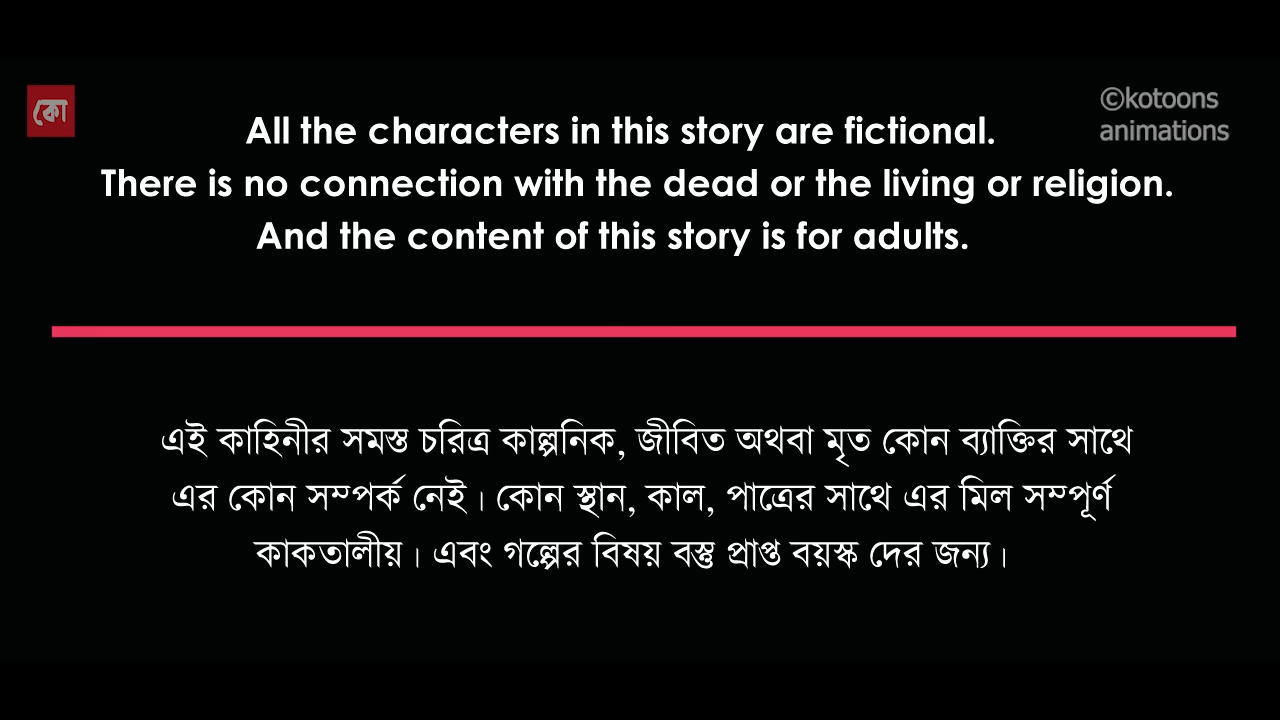 কো
©kotoons
animations
All the characters in this story are fictional.
There is no connection with the dead or the living or religion.
And the content of this story is for adults.
এই কাহিনীর সমস্ত চরিত্র কাল্পনিক, জীবিত অথবা মৃত কোন ব্যাক্তির সাথে
এর কোন সম্পর্ক নেই। কোন স্থান, কাল, পাত্রের সাথে এর মিল সম্পূর্ণ
কাকতালীয়। এবং গল্পের বিষয় বস্তু প্রাপ্ত বয়স্ক দের জন্য।